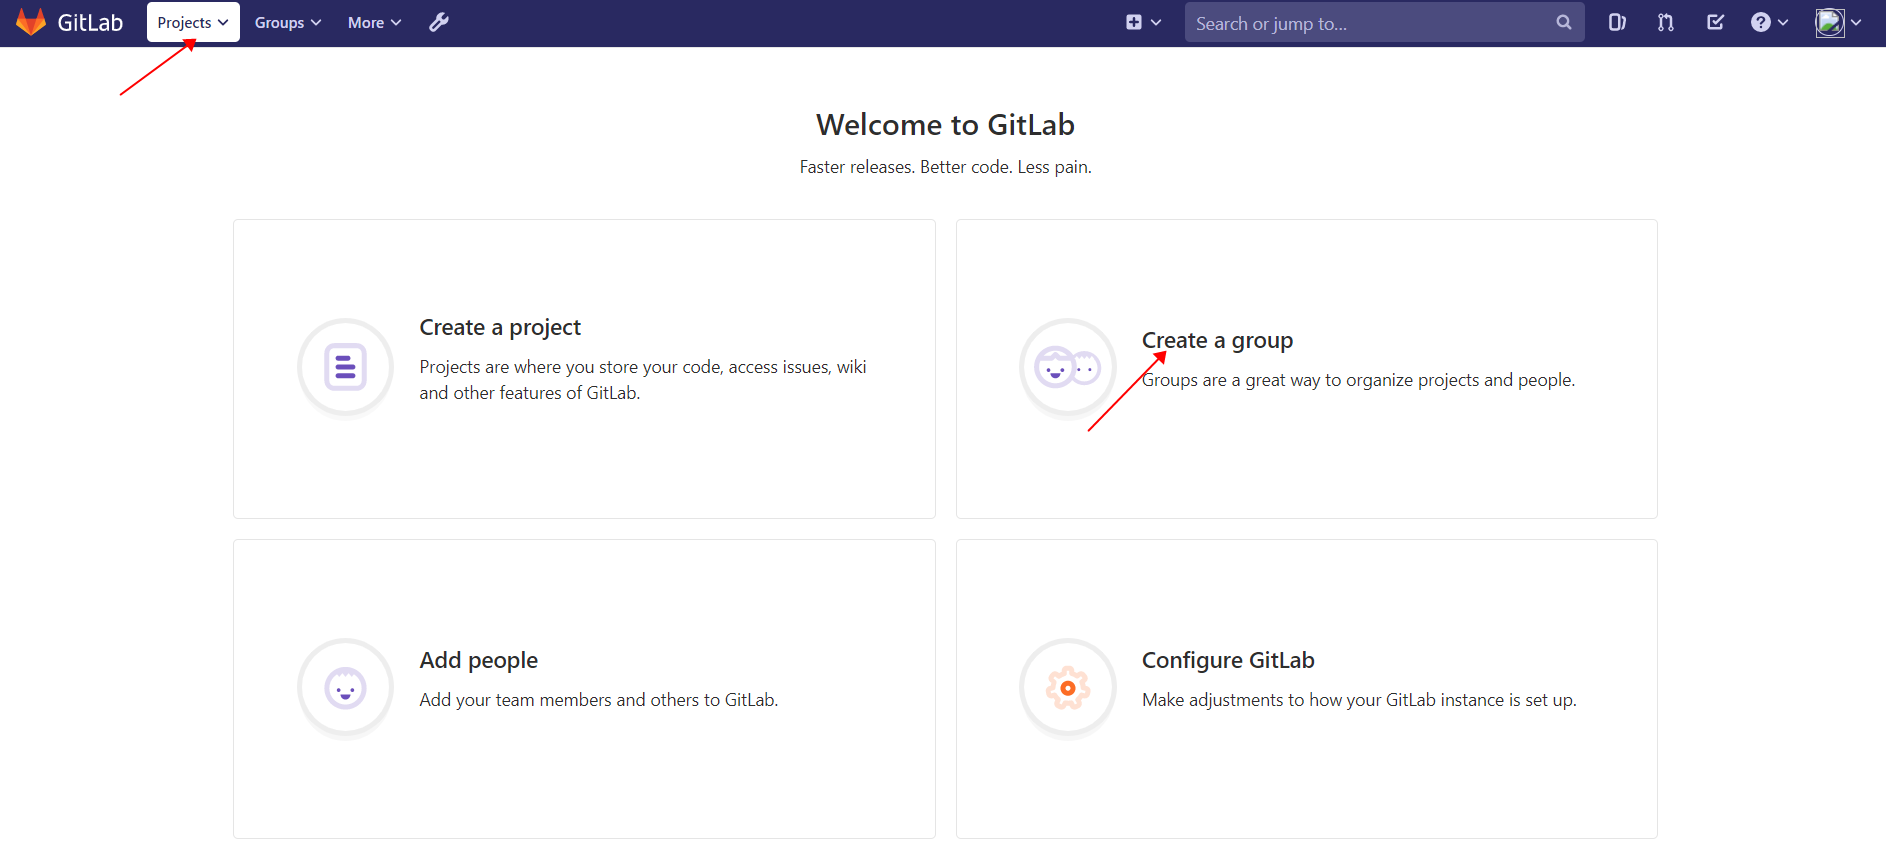 GitLab Projects Groups More Search or jump to...
Welcome to GitLab
Faster releases. Better code. Less pain.
Create a project
Projects are where you store your code, access issues, wiki
and other features of GitLab.
Create a group
Groups are a great way to organize projects and people.
Add people
Add your team members and others to GitLab.
Configure GitLab
Make adjustments to how your GitLab instance is set up.